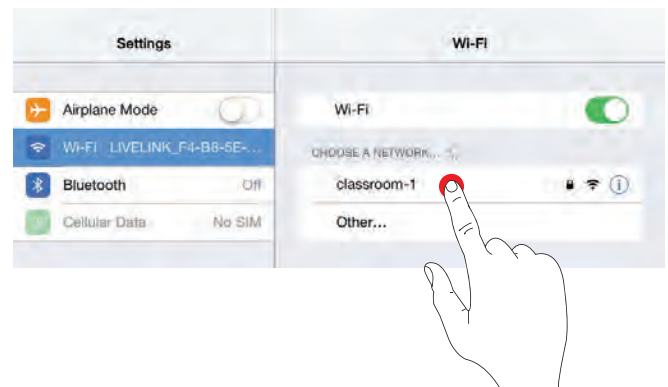 Settings
Wi-Fi
Airplane Mode
Wi-Fi LIVELINK_F4-B8-5E-...
Bluetooth Off
Cellular Data No SIM
Wi-Fi
CHOOSE A NETWORK...
classroom-1
Other...